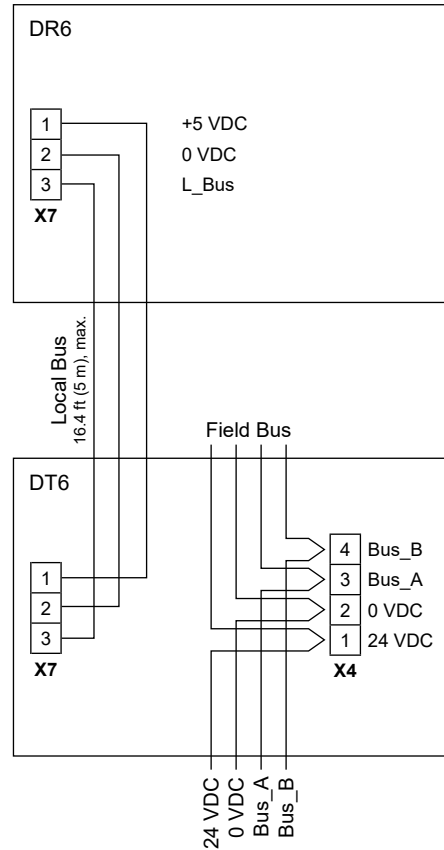 DR6
1 +5 VDC
2 0 VDC
3 L_Bus
X7
Local Bus
16.4 ft (5 m), max.
Field Bus
DT6
4 Bus_B
3 Bus_A
2 0 VDC
1 24 VDC
X4
1
2
3
X7
24 VDC
0 VDC
Bus_A
Bus_B